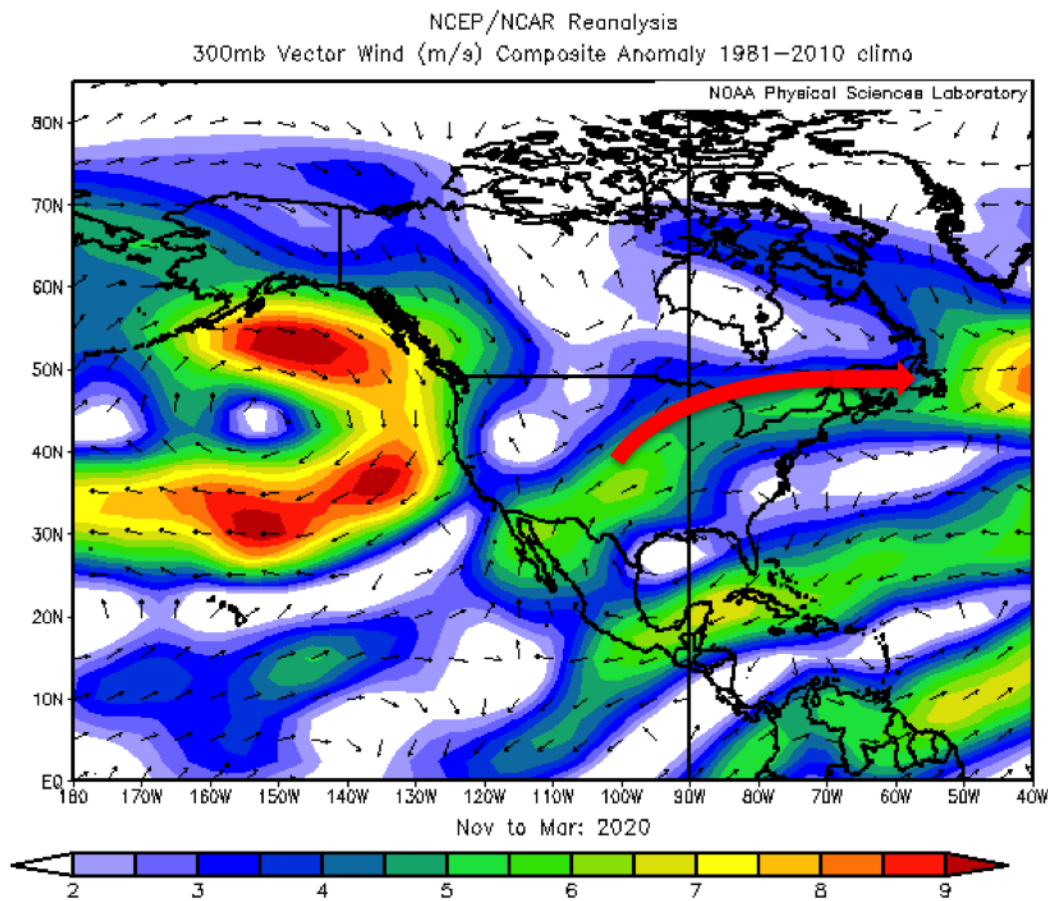 NCEP/NCAR Reanalysis
300mb Vector Wind (m/s) Composite Anomaly 1981–2010 climo
NOAA Physical Sciences Laboratory
80N
70N
60N
50N
40N
30N
20N
10N
EQ
180 170W 160W 150W 140W 130W 120W 110W 100W 90W 80W 70W 60W 50W 40W
Nov to Mar: 2020
2 3 4 5 6 7 8 9